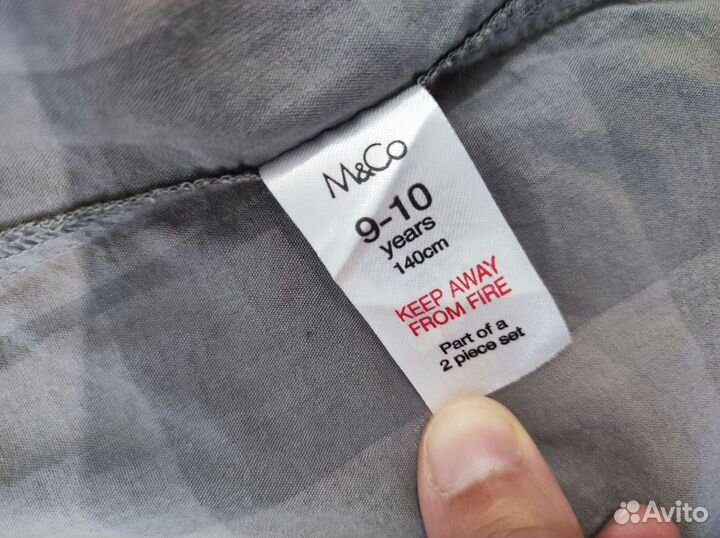 M&Co
9-10
years
140cm
KEEP AWAY
FROM FIRE
Part of a
2 piece set
Avito